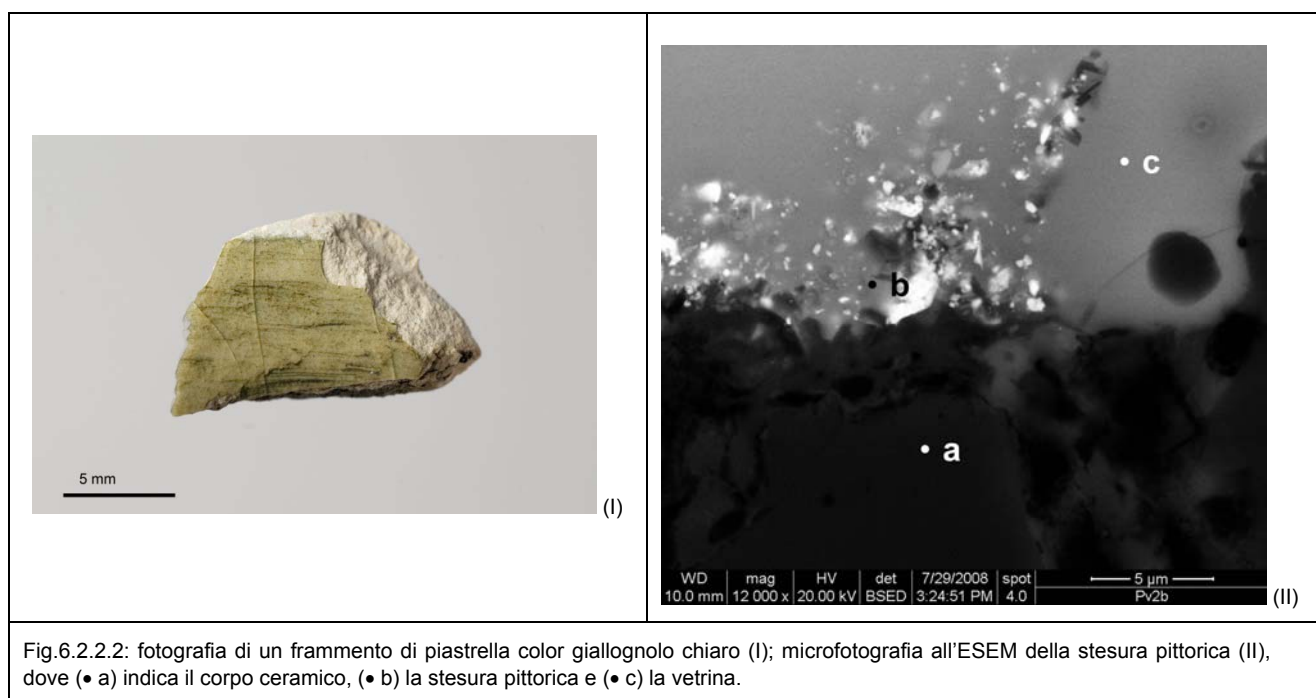 5 mm
(I)
c
b
a
WD mag HV det 7/29/2008 spot 5 µm
10.0 mm 12 000 x 20.00 kV BSED 3:24:51 PM 4.0 Pv2b
(II)
Fig.6.2.2.2: fotografia di un frammento di piastrella color giallognolo chiaro (I); microfotografia all'ESEM della stesura pittorica (II),
dove (• a) indica il corpo ceramico, (• b) la stesura pittorica e (• c) la vetrina.